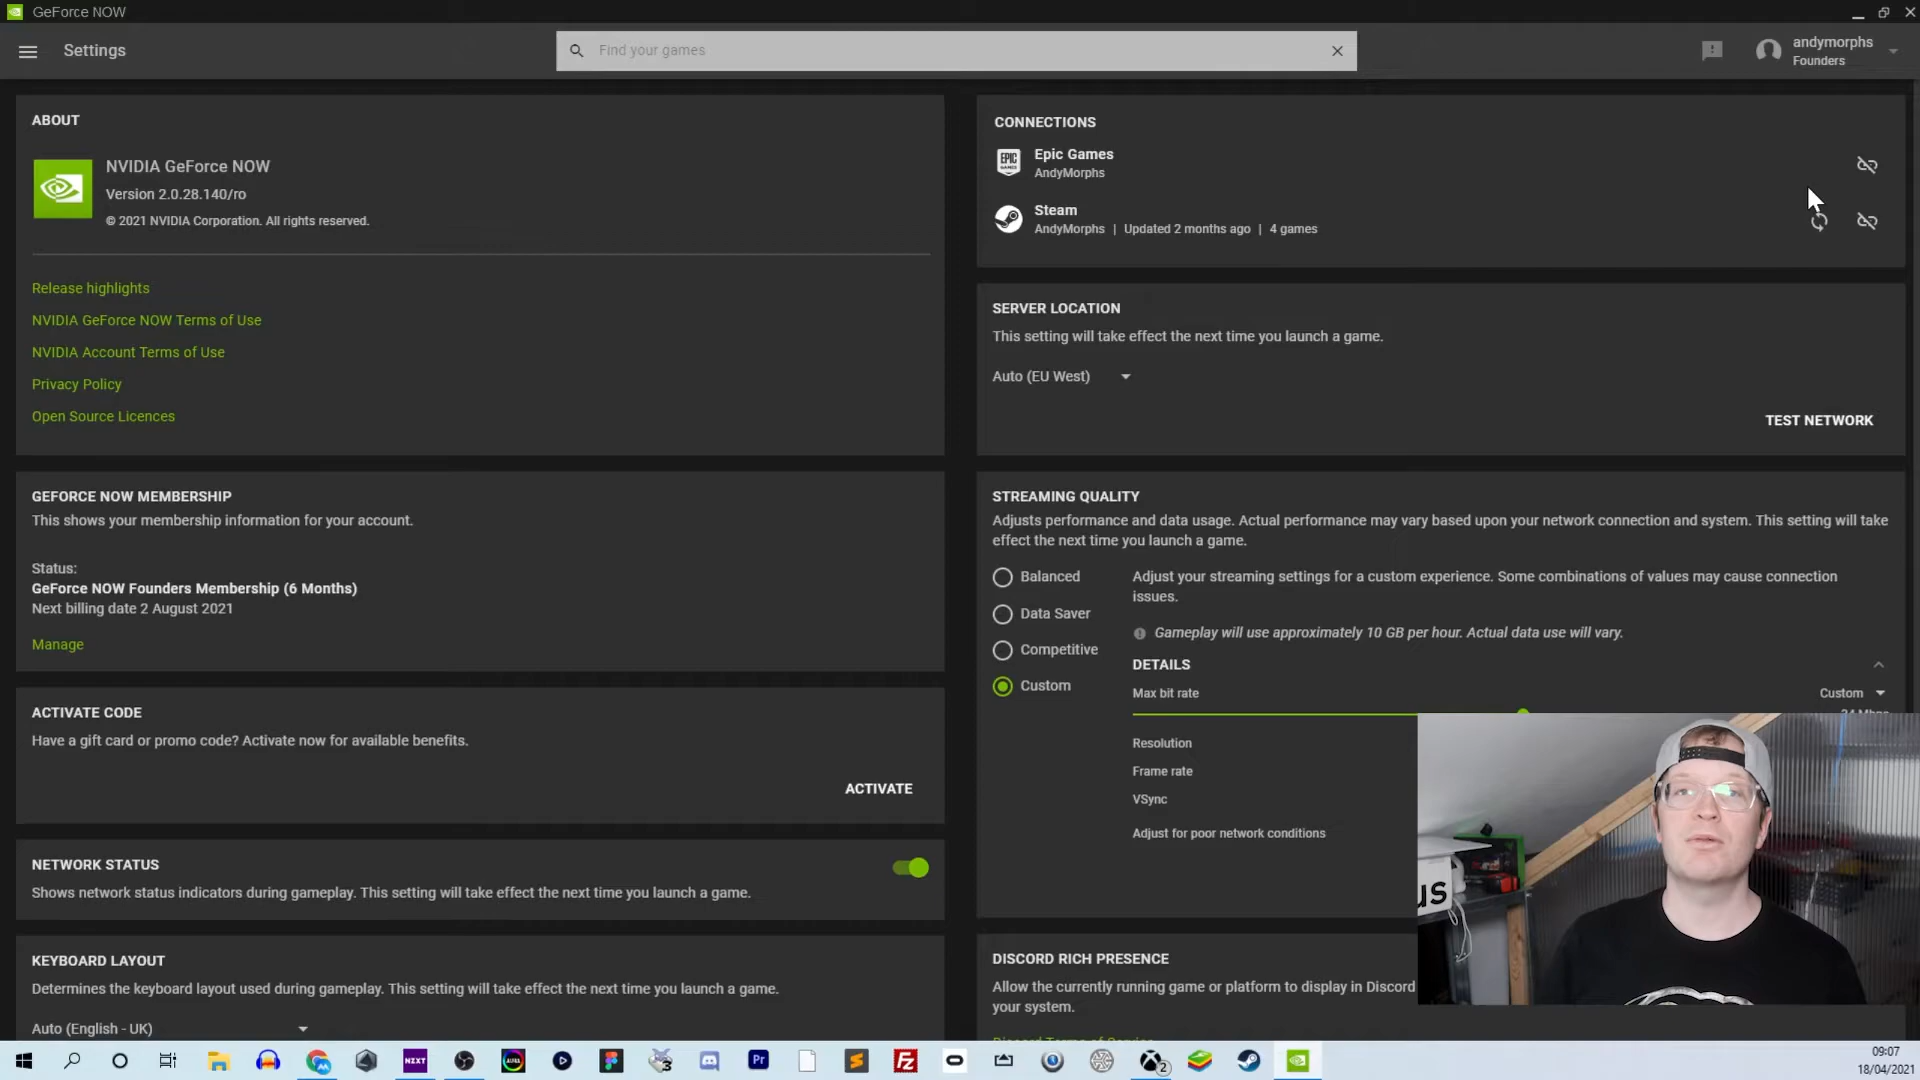 GeForce NOW
Settings
Find your games
andymorphs
Founders
ABOUT
NVIDIA GeForce NOW
Version 2.0.28.140/ro
© 2021 NVIDIA Corporation. All rights reserved.
Release highlights
NVIDIA GeForce NOW Terms of Use
NVIDIA Account Terms of Use
Privacy Policy
Open Source Licences
GEFORCE NOW MEMBERSHIP
This shows your membership information for your account.
Status:
GeForce NOW Founders Membership (6 Months)
Next billing date 2 August 2021
Manage
ACTIVATE CODE
Have a gift card or promo code? Activate now for available benefits.
ACTIVATE
NETWORK STATUS
Shows network status indicators during gameplay. This setting will take effect the next time you launch a game.
KEYBOARD LAYOUT
Determines the keyboard layout used during gameplay. This setting will take effect the next time you launch a game.
Auto (English - UK)
CONNECTIONS
EPIC GAMES
Epic Games
AndyMorphs
Steam
AndyMorphs | Updated 2 months ago | 4 games
SERVER LOCATION
This setting will take effect the next time you launch a game.
Auto (EU West)
TEST NETWORK
STREAMING QUALITY
Adjusts performance and data usage. Actual performance may vary based upon your network connection and system. This setting will take
effect the next time you launch a game.
Balanced
Data Saver
Competitive
Custom
Adjust your streaming settings for a custom experience. Some combinations of values may cause connection
issues.
Gameplay will use approximately 10 GB per hour. Actual data use will vary.
DETAILS
Max bit rate
Custom
Resolution
Frame rate
VSync
Adjust for poor network conditions
us
DISCORD RICH PRESENCE
Allow the currently running game or platform to display in Discord
your system.
Discord Terms of Service
NZXT
AURA
3
Pr
Fz
2
09:07
18/04/2021